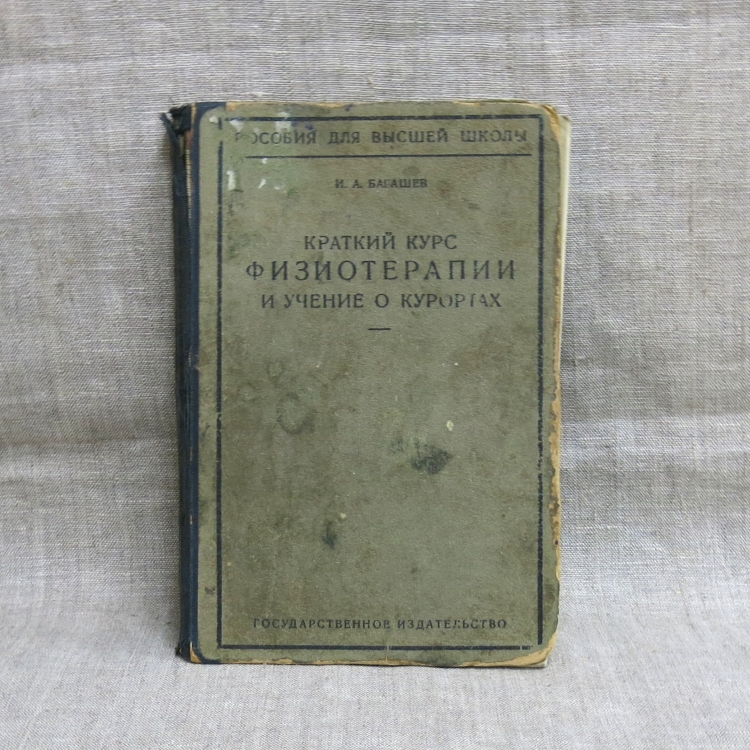 ПОСОБИЯ ДЛЯ ВЫСШЕЙ ШКОЛЫ
И. А. БАГАШЕВ
КРАТКИЙ КУРС
ФИЗИОТЕРАПИИ
И УЧЕНИЕ О КУРОРТАХ
ГОСУДАРСТВЕННОЕ ИЗДАТЕЛЬСТВО